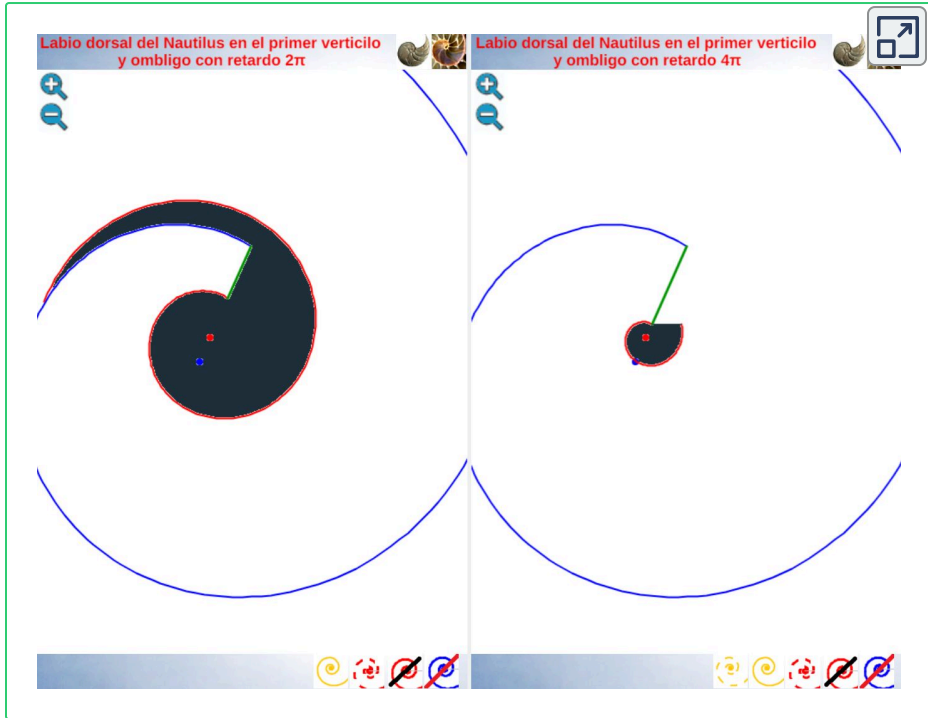 Labio dorsal del Nautilus en el primer verticilo
y ombligo con retardo 2π
Labio dorsal del Nautilus en el primer verticilo
y ombligo con retardo 4π